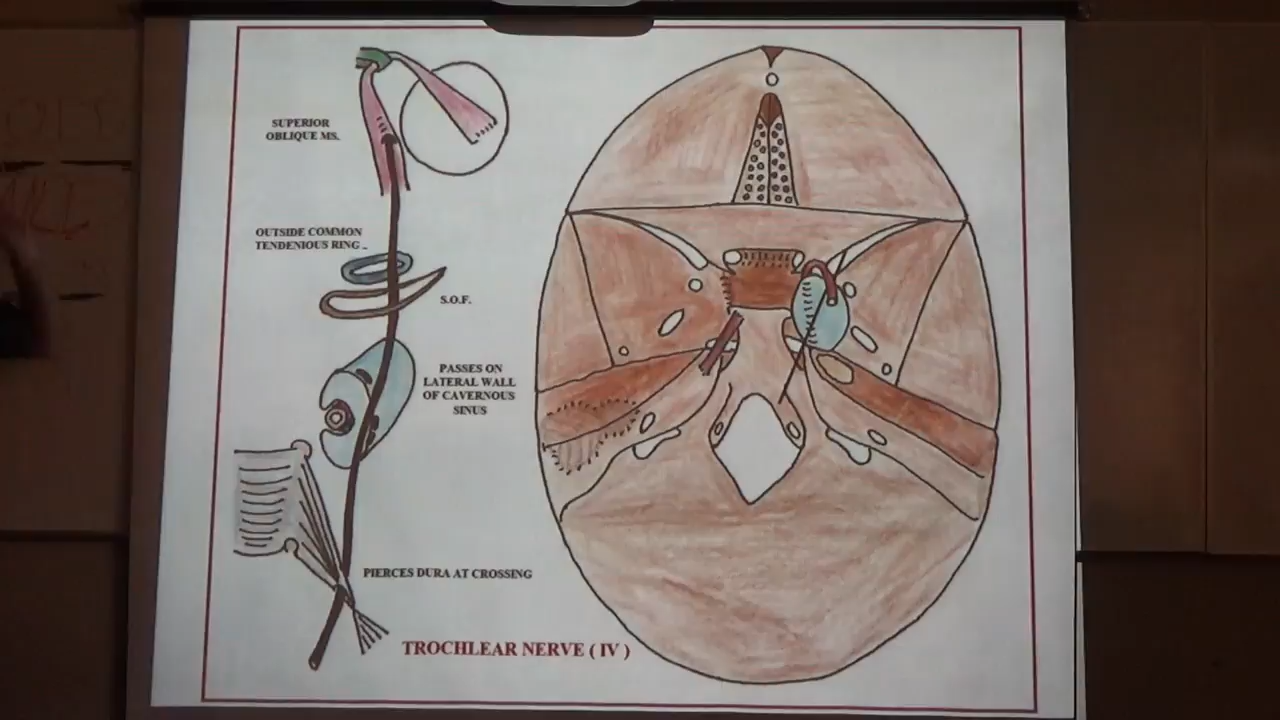 SUPERIOR
OBLIQUE MS.
OUTSIDE COMMON
TENDENIOUS RING
S.O.F.
PASSES ON
LATERAL WALL
OF CAVERNOUS
SINUS
PIERCES DURA AT CROSSING
TROCHLEAR NERVE ( IV )